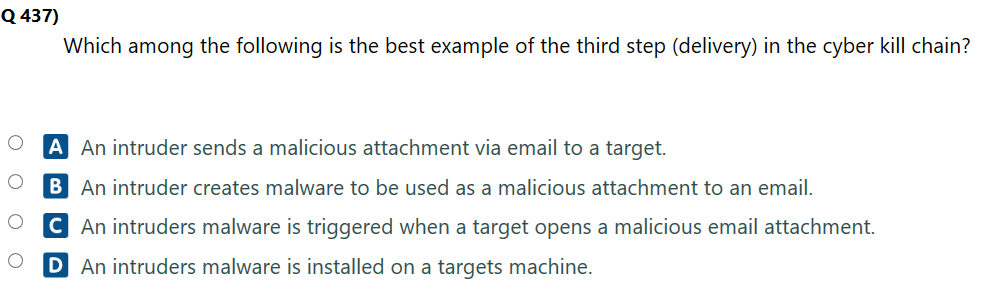 Q 437)
Which among the following is the best example of the third step (delivery) in the cyber kill chain?
A An intruder sends a malicious attachment via email to a target.
B An intruder creates malware to be used as a malicious attachment to an email.
C An intruders malware is triggered when a target opens a malicious email attachment.
D An intruders malware is installed on a targets machine.